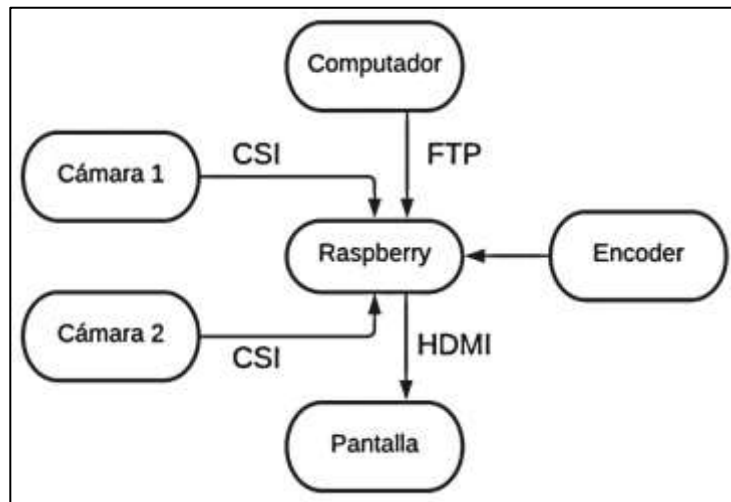 Computador
CSI
FTP
Cámara 1
Raspberry
Encoder
Cámara 2
CSI
HDMI
Pantalla